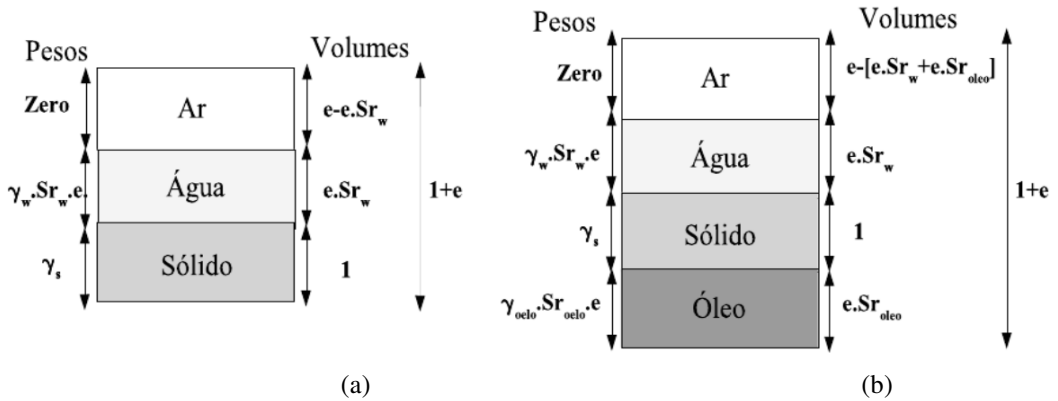 Pesos
Volumes
Zero
Ar
e-e.Sr_w
γ_w.Sr_w.e.
Água
e.Sr_w
1+e
γ_s
Sólido
1
(a)
Pesos
Volumes
Zero
Ar
e-[e.Sr_w+e.Sr_oleo]
γ_w.Sr_w.e
Água
e.Sr_w
1+e
γ_s
Sólido
1
γ_oelo.Sr_oelo.e
Óleo
e.Sr_oleo
(b)